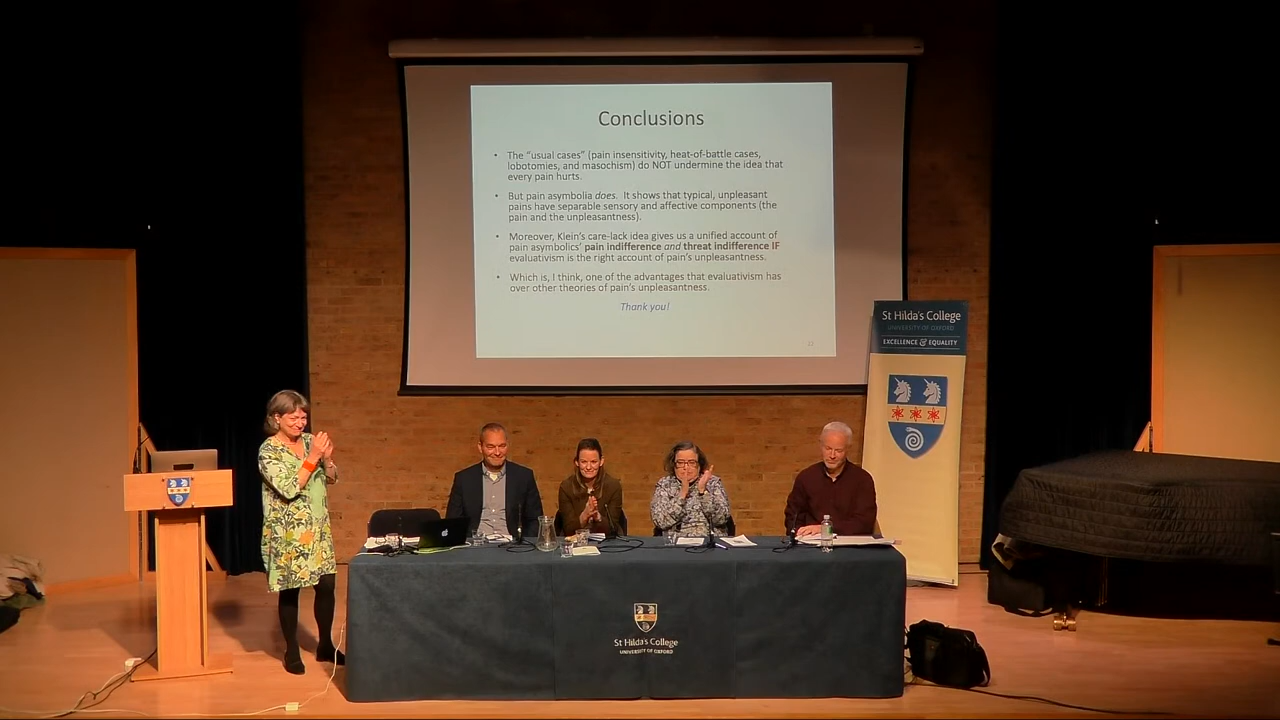 Conclusions
• The “usual cases” (pain insensitivity, heat-of-battle cases,
lobotomies, and masochism) do NOT undermine the idea that
every pain hurts.
• But pain asymbolia does. It shows that typical, unpleasant
pains have separable sensory and affective components (the
pain and the unpleasantness).
• Moreover, Klein's care-lack idea gives us a unified account of
pain asymbolics' pain indifference and threat indifference IF
evaluativism is the right account of pain's unpleasantness.
• Which is, I think, one of the advantages that evaluativism has
over other theories of pain's unpleasantness.
Thank you!
St Hilda's College
UNIVERSITY OF OXFORD
EXCELLENCE & EQUALITY
St Hilda's College
UNIVERSITY OF OXFORD